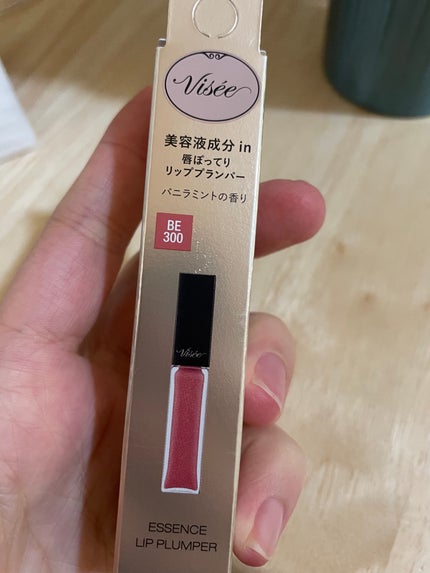 Visée
美容液成分 in
唇ぽってり
リッププランパー
バニラミントの香り
BE
300
Visée
ESSENCE
LIP PLUMPER